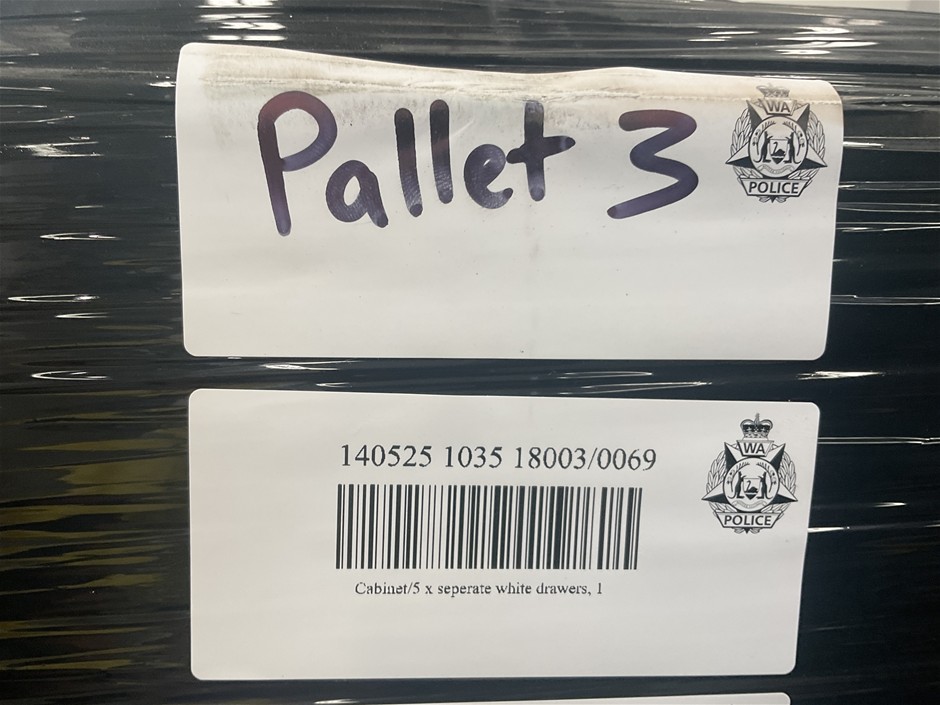 Pallet 3
WA
POLICE
140525 1035 18003/0069
WA
POLICE
Cabinet/5 x seperate white drawers, 1